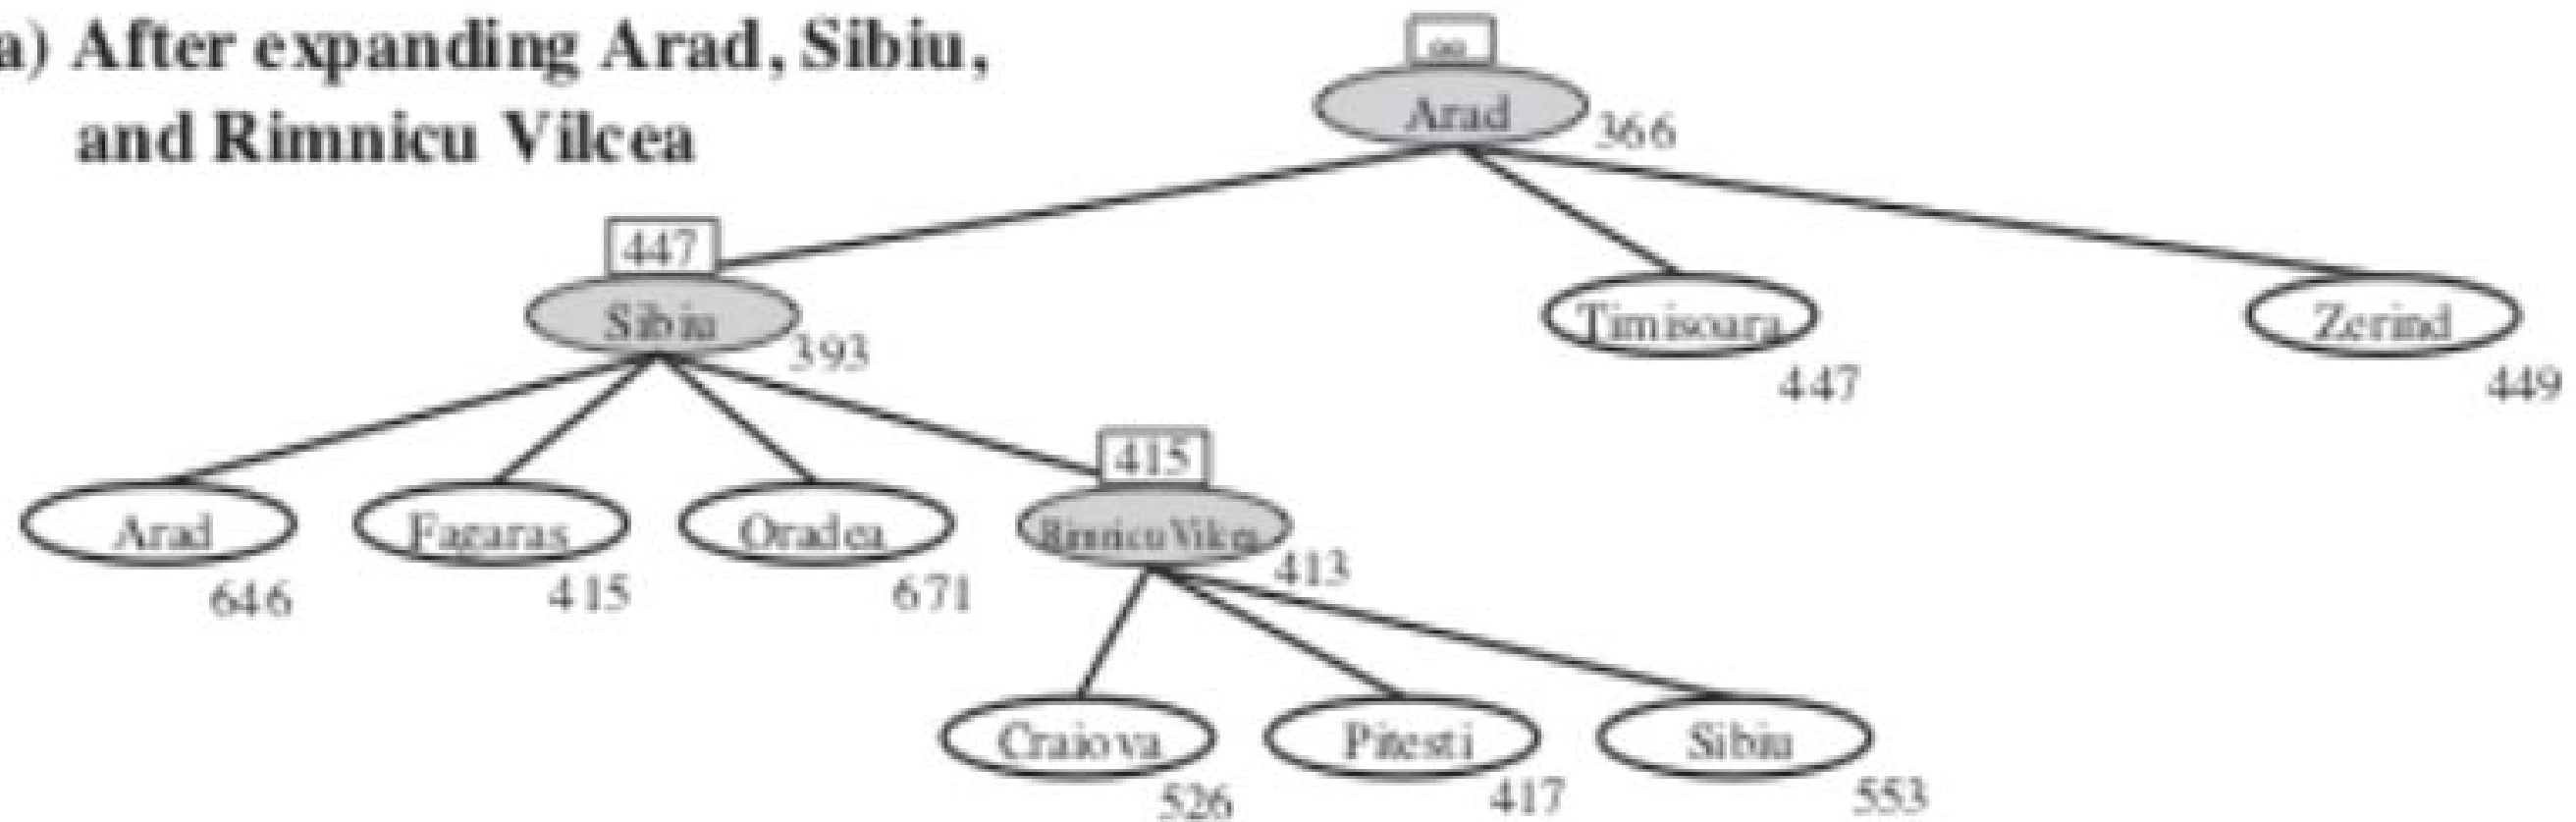 a) After expanding Arad, Sibiu,
and Rimnicu Vilcea
∞
Arad
366
447
Sibiu
393
Timisoara
447
Zerind
449
Arad
646
Fagaras
415
Oradea
671
415
Rimnicu Vilcea
413
Craiova
526
Pitesti
417
Sibiu
553